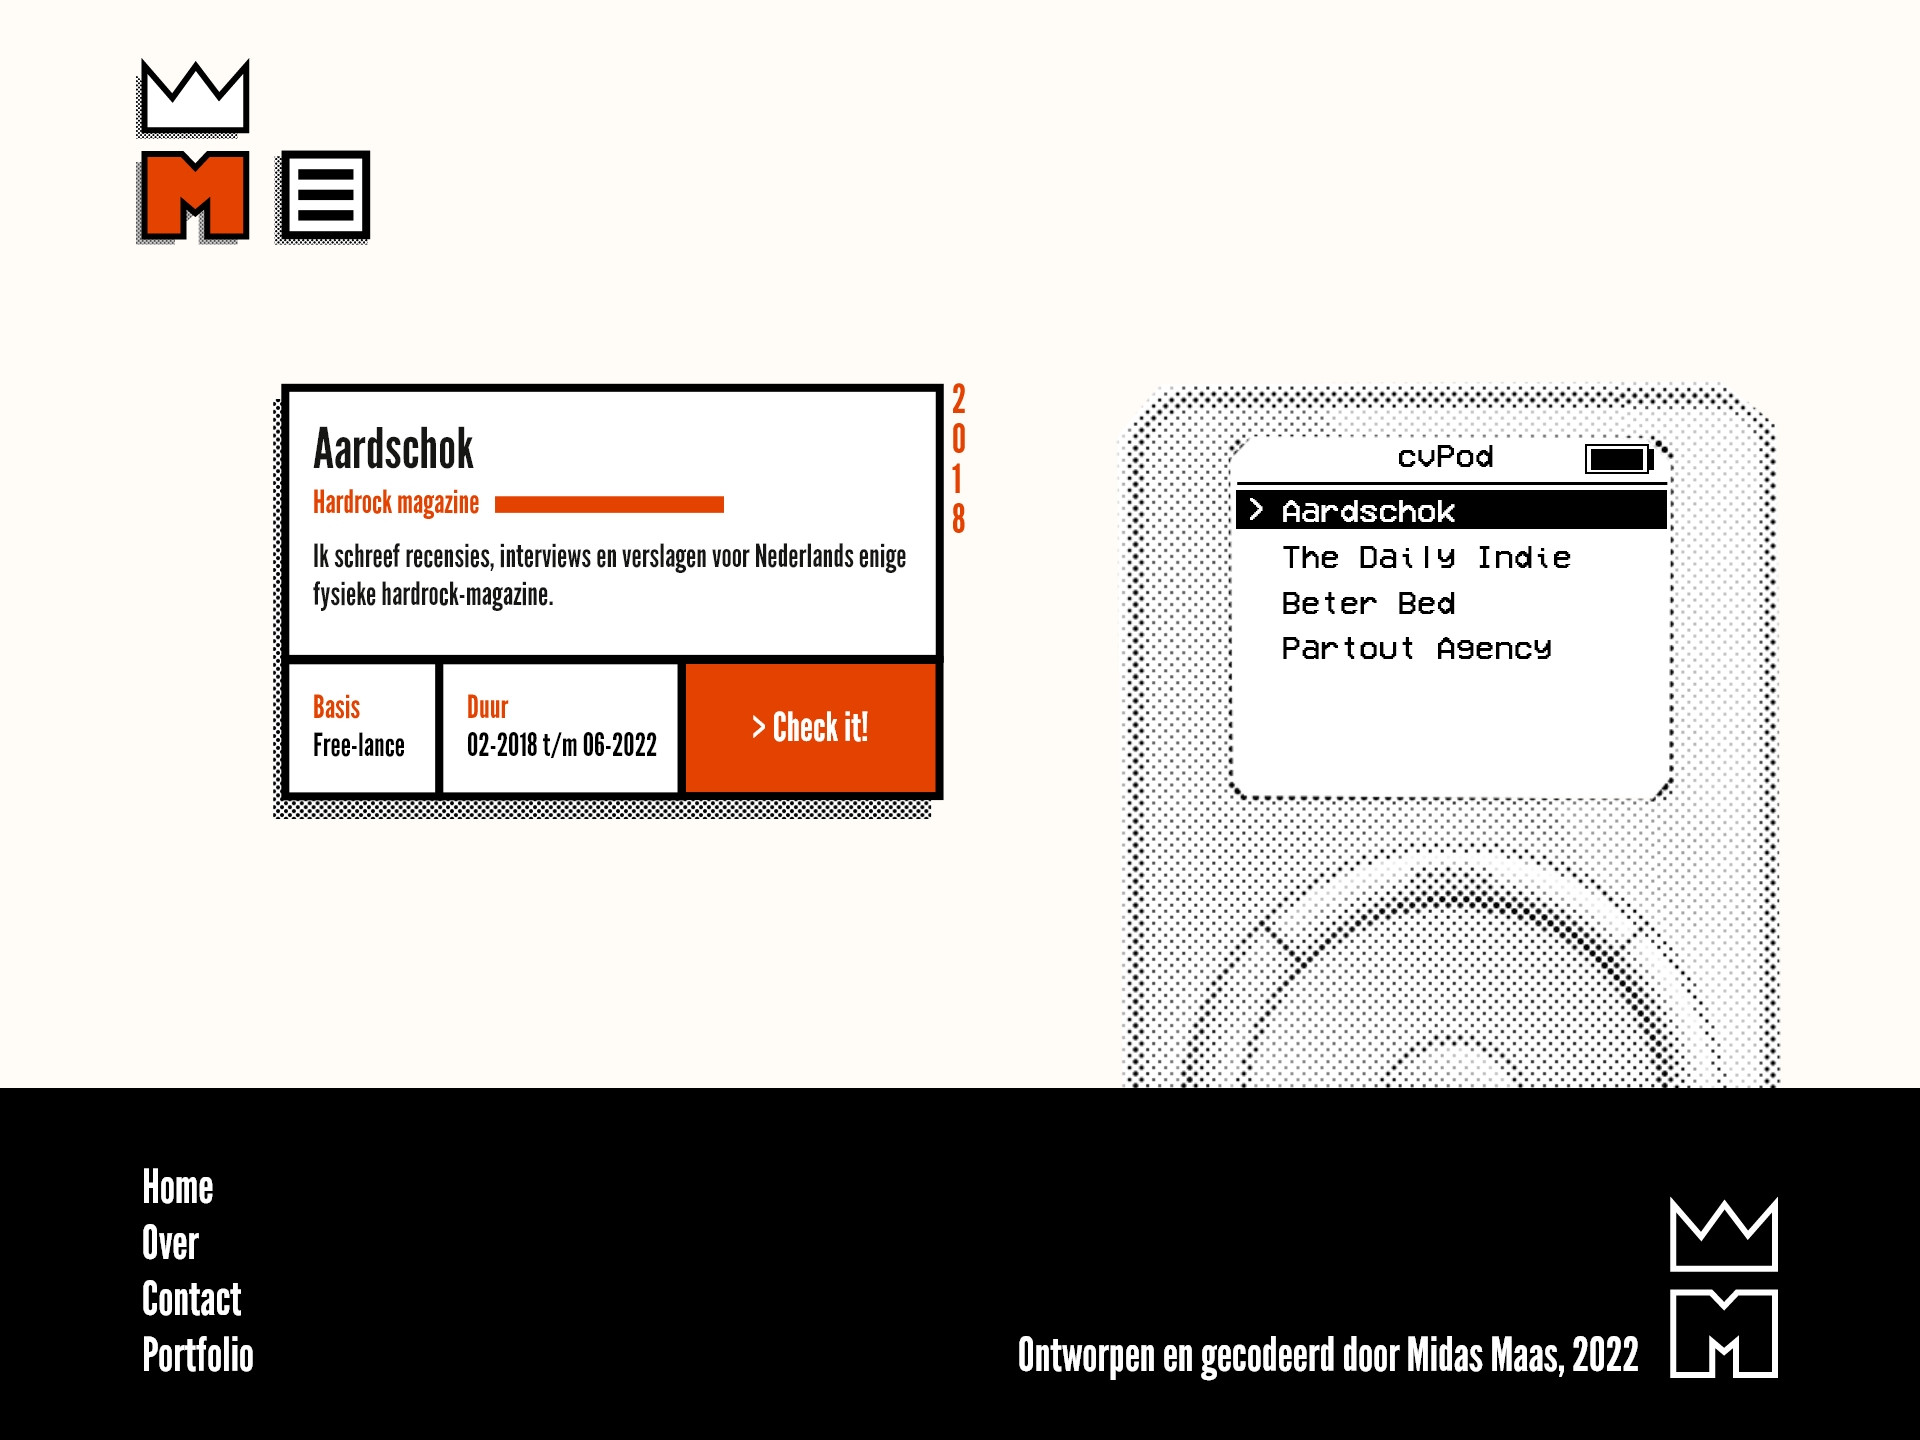 M
Aardschok
Hardrock magazine
Ik schreef recensies, interviews en verslagen voor Nederlands enige
fysieke hardrock-magazine.
Basis
Free-lance
Duur
02-2018 t/m 06-2022
> Check it!
2
0
1
8
cvPod
> Aardschok
The Daily Indie
Beter Bed
Partout Agency
Home
Over
Contact
Portfolio
Ontworpen en gecodeerd door Midas Maas, 2022
M